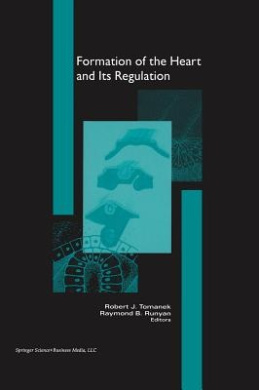 Formation of the Heart
and Its Regulation
Robert J. Tomanek
Raymond B. Runyan
Editors
Springer Science+Business Media, LLC